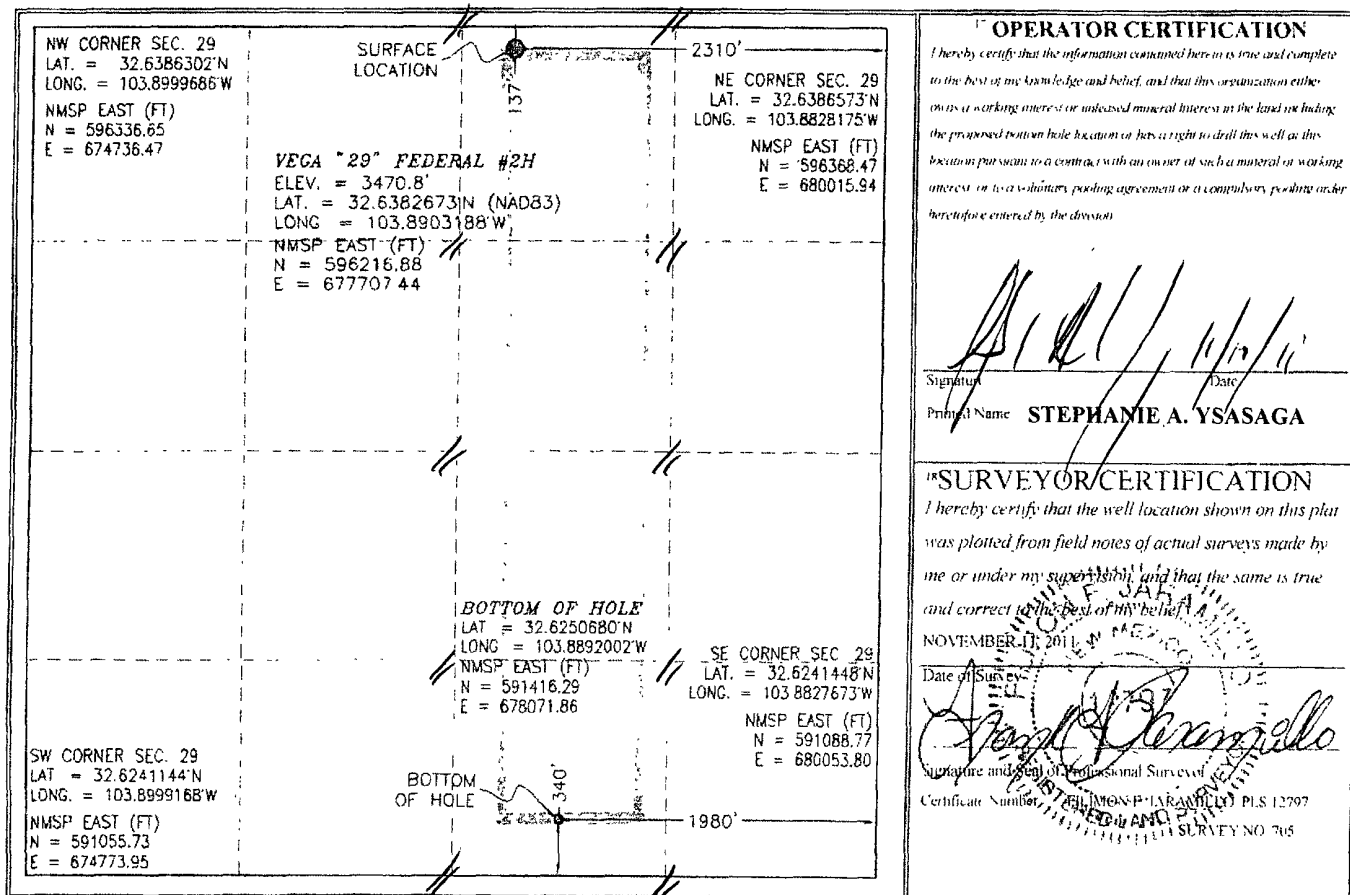 NW CORNER SEC. 29
LAT. = 32.6386302'N
LONG. = 103.8999686'W
NMSP EAST (FT)
N = 596336.65
E = 674736.47
SURFACE
LOCATION
137'
2310'
NE CORNER SEC. 29
LAT. = 32.6386573'N
LONG. = 103.8828175'W
NMSP EAST (FT)
N = 596368.47
E = 680015.94
VEGA "29" FEDERAL #2H
ELEV. = 3470.8'
LAT. = 32.6382673'N (NAD83)
LONG = 103.8903188'W
NMSP EAST (FT)
N = 596216.88
E = 677707.44
BOTTOM OF HOLE
LAT = 32.6250680'N
LONG = 103.8892002'W
NMSP EAST (FT)
N = 591416.29
E = 678071.86
SE CORNER SEC 29
LAT. = 32.6241448'N
LONG. = 103.8827673'W
NMSP EAST (FT)
N = 591088.77
E = 680053.80
SW CORNER SEC. 29
LAT = 32.6241144'N
LONG. = 103.8999168'W
NMSP EAST (FT)
N = 591055.73
E = 674773.95
BOTTOM
OF HOLE
340'
1980'
17 OPERATOR CERTIFICATION
I hereby certify that the information contained herein is true and complete
to the best of my knowledge and belief, and that this organization either
owns a working interest or unleased mineral interest in the land including
the proposed bottom hole location or has a right to drill this well at this
location pursuant to a contract with an owner of such a mineral or working
interest, or to a voluntary pooling agreement or a compulsory pooling order
heretofore entered by the division
Signature Date
Printed Name STEPHANIE A. YSASAGA
18 SURVEYOR CERTIFICATION
I hereby certify that the well location shown on this plat
was plotted from field notes of actual surveys made by
me or under my supervision, and that the same is true
and correct to the best of my belief.
NOVEMBER 11, 2011
Date of Survey
FILIMON F. JARAMILLO
NEW MEXICO
12797
Signature and Seal of Professional Surveyor
Certificate Number FILIMON F. JARAMILLO PLS 12797
SURVEY NO. 705